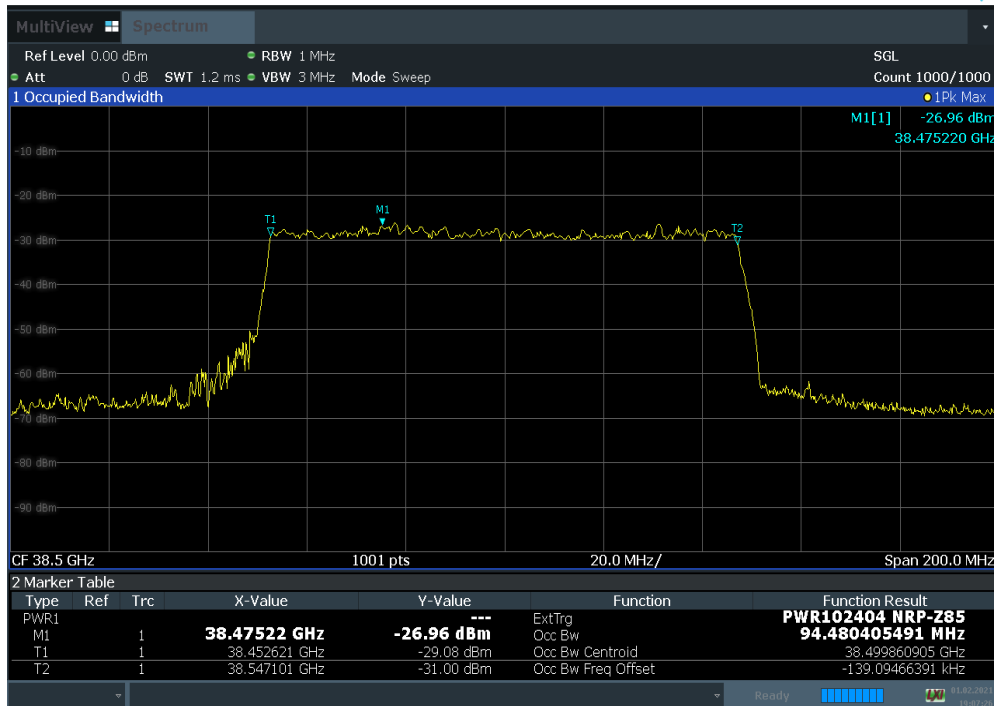 MultiView Spectrum
Ref Level 0.00 dBm RBW 1 MHz SGL
Att 0 dB SWT 1.2 ms VBW 3 MHz Mode Sweep Count 1000/1000
1 Occupied Bandwidth 1Pk Max
M1[1] -26.96 dBm
38.475220 GHz
-10 dBm
-20 dBm
M1
T1
T2
-30 dBm
-40 dBm
-50 dBm
-60 dBm
-70 dBm
-80 dBm
-90 dBm
CF 38.5 GHz 1001 pts 20.0 MHz/ Span 200.0 MHz
2 Marker Table
Type Ref Trc X-Value Y-Value Function Function Result
PWR1 --- ExtTrg PWR102404 NRP-Z85
M1 1 38.47522 GHz -26.96 dBm Occ Bw 94.480405491 MHz
T1 1 38.452621 GHz -29.08 dBm Occ Bw Centroid 38.499860905 GHz
T2 1 38.547101 GHz -31.00 dBm Occ Bw Freq Offset -139.09466391 kHz
Ready 01.02.2021